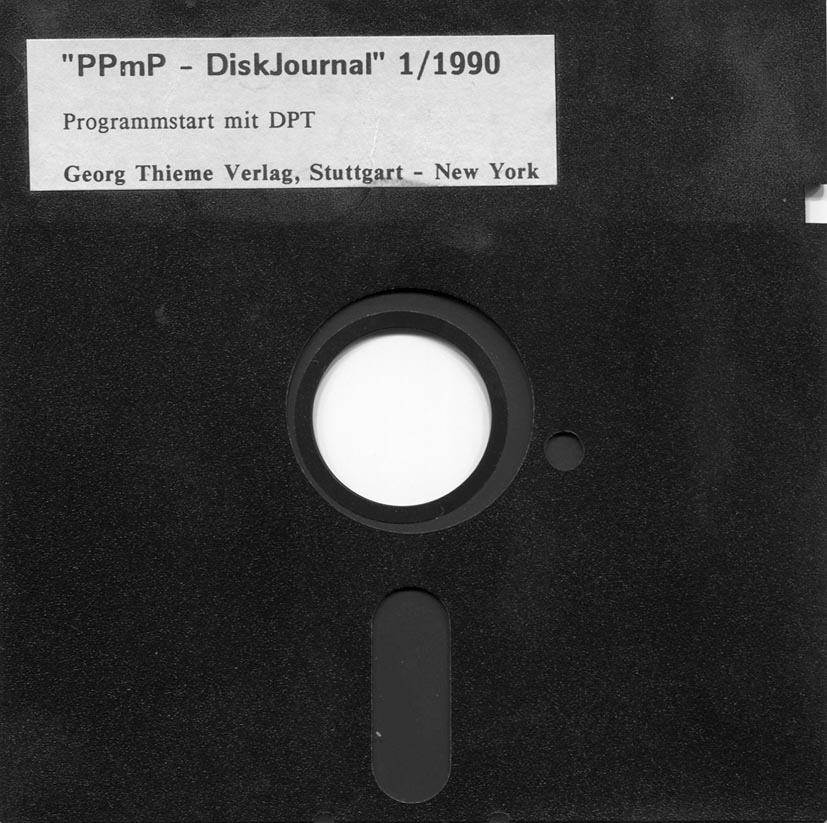 "PPmP - DiskJournal" 1/1990
Programmstart mit DPT
Georg Thieme Verlag, Stuttgart - New York